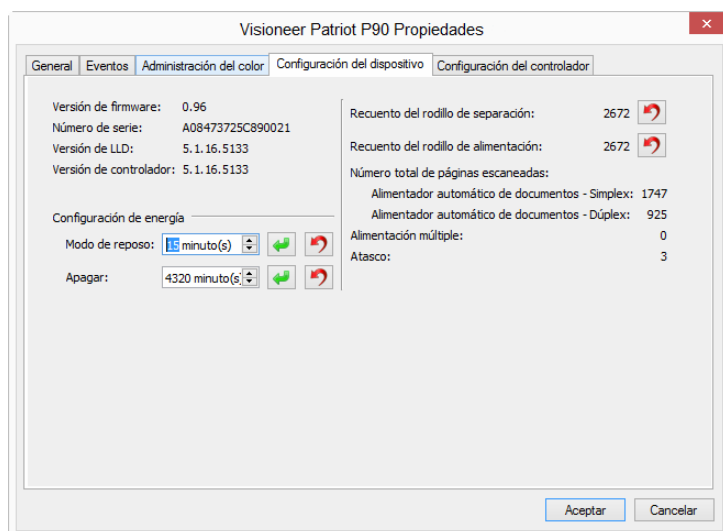 Visioneer Patriot P90 Propiedades
General
Eventos
Administración del color
Configuración del dispositivo
Configuración del controlador
Versión de firmware: 0.96
Número de serie: A08473725C890021
Versión de LLD: 5.1.16.5133
Versión de controlador: 5.1.16.5133
Configuración de energía
Modo de reposo: 15 minuto(s)
Apagar: 4320 minuto(s)
Recuento del rodillo de separación: 2672
Recuento del rodillo de alimentación: 2672
Número total de páginas escaneadas:
Alimentador automático de documentos - Simplex: 1747
Alimentador automático de documentos - Dúplex: 925
Alimentación múltiple: 0
Atasco: 3
Aceptar
Cancelar